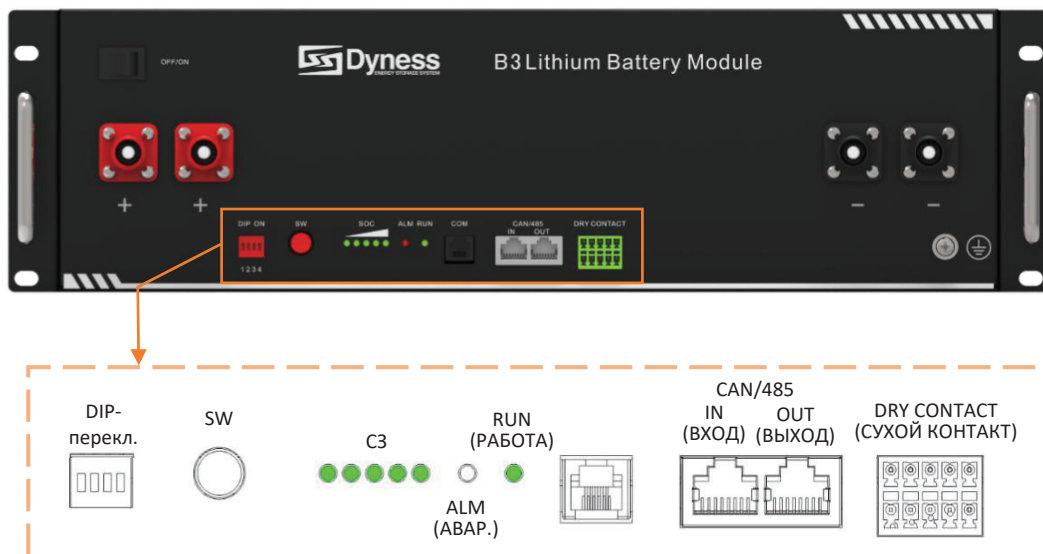 OFF/ON
Dyness
ENERGY STORAGE SYSTEM
B3 Lithium Battery Module
+ + − −
DIP ON SW SOC ALM RUN COM CAN/485 DRY CONTACT
IN OUT
1 2 3 4
DIP-
перекл.
SW
СЗ
ALM
(АВАР.)
RUN
(РАБОТА)
CAN/485
IN
(ВХОД)
OUT
(ВЫХОД)
DRY CONTACT
(СУХОЙ КОНТАКТ)